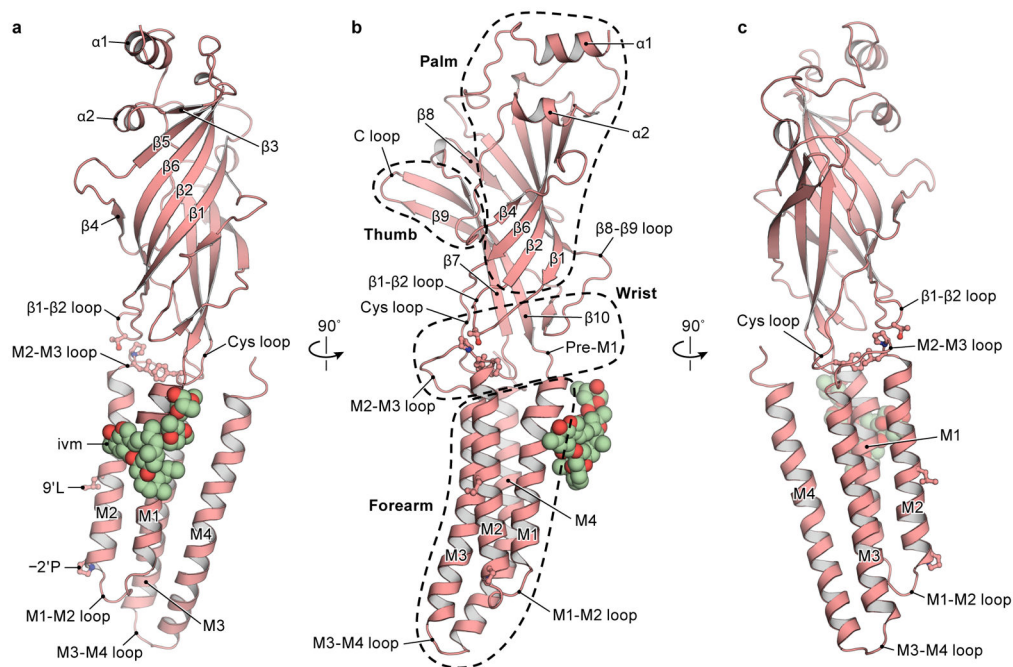 a
α1
α2
β3
β5
β6
β2
β1
β4
β1-β2 loop
Cys loop
M2-M3 loop
ivm
9'L
M2
M1
M4
−2'P
M1-M2 loop
M3
M3-M4 loop
90°
b
Palm
α1
α2
β8
C loop
β9
Thumb
β4
β6
β2
β1
β8-β9 loop
β7
β1-β2 loop
Wrist
Cys loop
β10
Pre-M1
M2-M3 loop
Forearm
M4
M2
M1
M3
M1-M2 loop
M3-M4 loop
90°
c
β1-β2 loop
Cys loop
M2-M3 loop
M1
M4
M2
M3
M1-M2 loop
M3-M4 loop